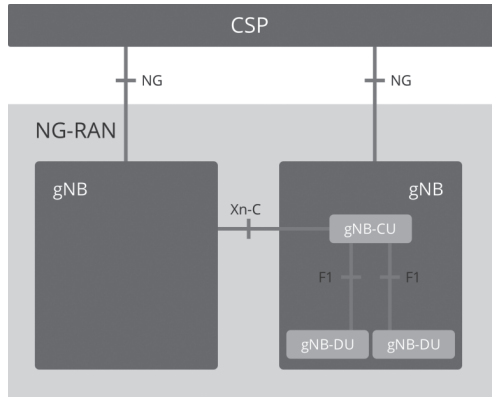 CSP
NG
NG
NG-RAN
gNB
gNB
Xn-C
gNB-CU
F1
F1
gNB-DU
gNB-DU